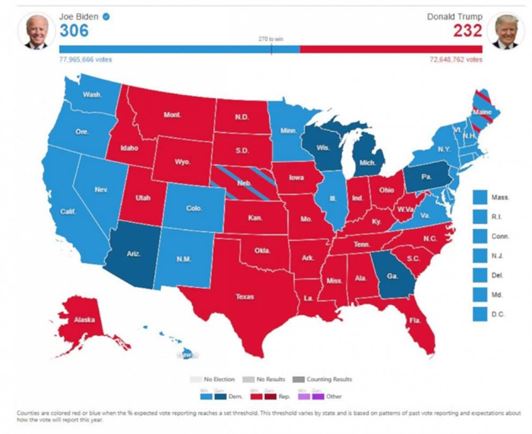 Joe Biden
306
Donald Trump
232
270 to win
77,965,666 votes
72,648,762 votes
Wash.
Mont.
N.D.
Minn.
Maine
Ore.
Idaho
S.D.
Wis.
Mich.
Vt.
N.H.
N.Y.
Wyo.
Neb.
Iowa
Pa.
Nev.
Utah
Colo.
Ill.
Ind.
Ohio
W.Va.
Va.
Calif.
Kan.
Mo.
Ky.
N.C.
Ariz.
N.M.
Okla.
Ark.
Tenn.
S.C.
Texas
La.
Miss.
Ala.
Ga.
Fla.
Alaska
Mass.
R.I.
Conn.
N.J.
Del.
Md.
D.C.
No Election
No Results
Counting Results
Dem.
Rep.
Other
Counties are colored red or blue when the % expected vote reporting reaches a set threshold. This threshold varies by state and is based on patterns of past vote reporting and expectations about
how the vote will report this year.